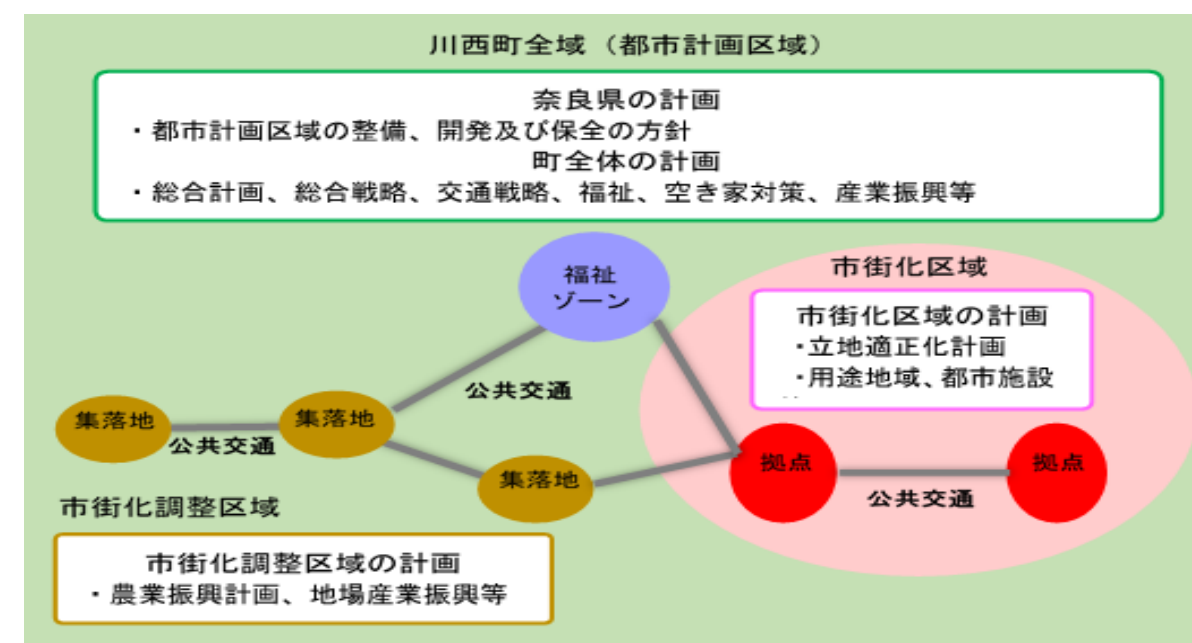 川西町全域（都市計画区域）
奈良県の計画
・都市計画区域の整備、開発及び保全の方針
町全体の計画
・総合計画、総合戦略、交通戦略、福祉、空き家対策、産業振興等
福祉
ゾーン
市街化区域
市街化区域の計画
・立地適正化計画
・用途地域、都市施設
公共交通
集落地
集落地
公共交通
集落地
拠点
拠点
公共交通
市街化調整区域
市街化調整区域の計画
・農業振興計画、地場産業振興等